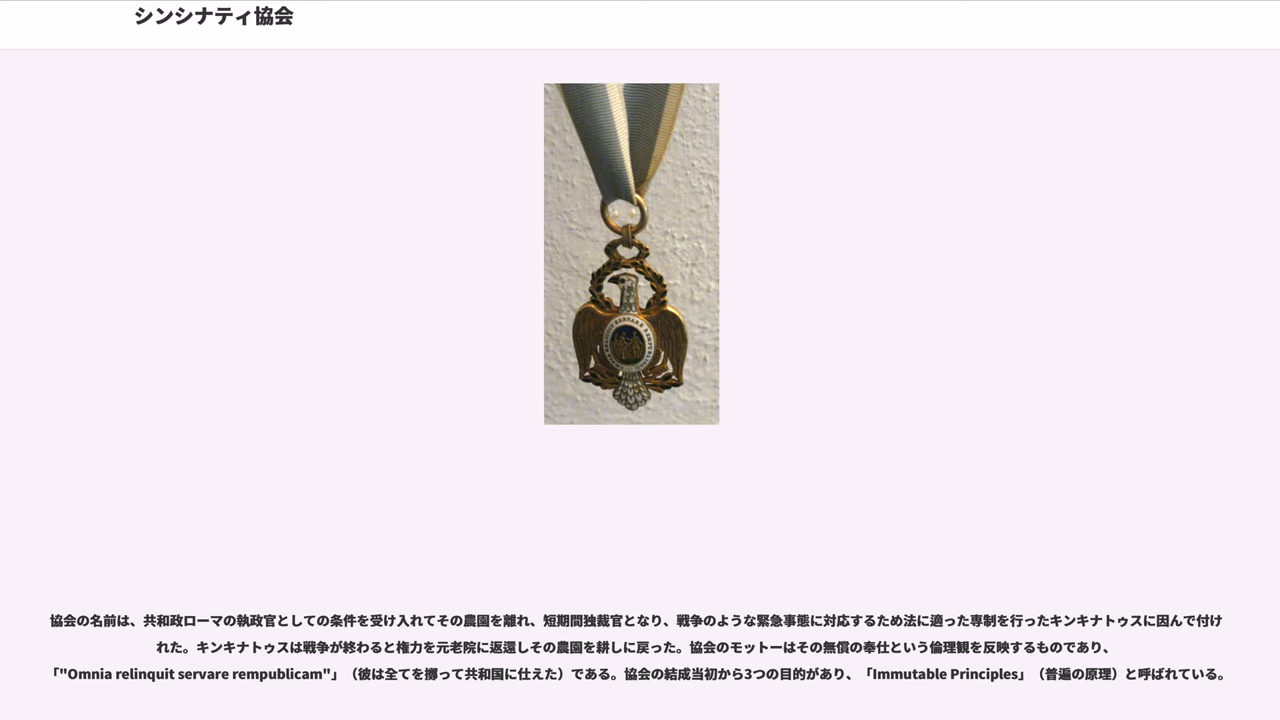 シンシナティ協会
SERVARE
協会の名前は、共和政ローマの執政官としての条件を受け入れてその農園を離れ、短期間独裁官となり、戦争のような緊急事態に対応するため法に適った専制を行ったキンキナトゥスに因んで付け
れた。キンキナトゥスは戦争が終わると権力を元老院に返還しその農園を耕しに戻った。協会のモットーはその無償の奉仕という倫理観を反映するものであり、
「"Omnia relinquit servare rempublicam"」（彼は全てを擲って共和国に仕えた）である。協会の結成当初から3つの目的があり、「Immutable Principles」（普遍の原理）と呼ばれている。